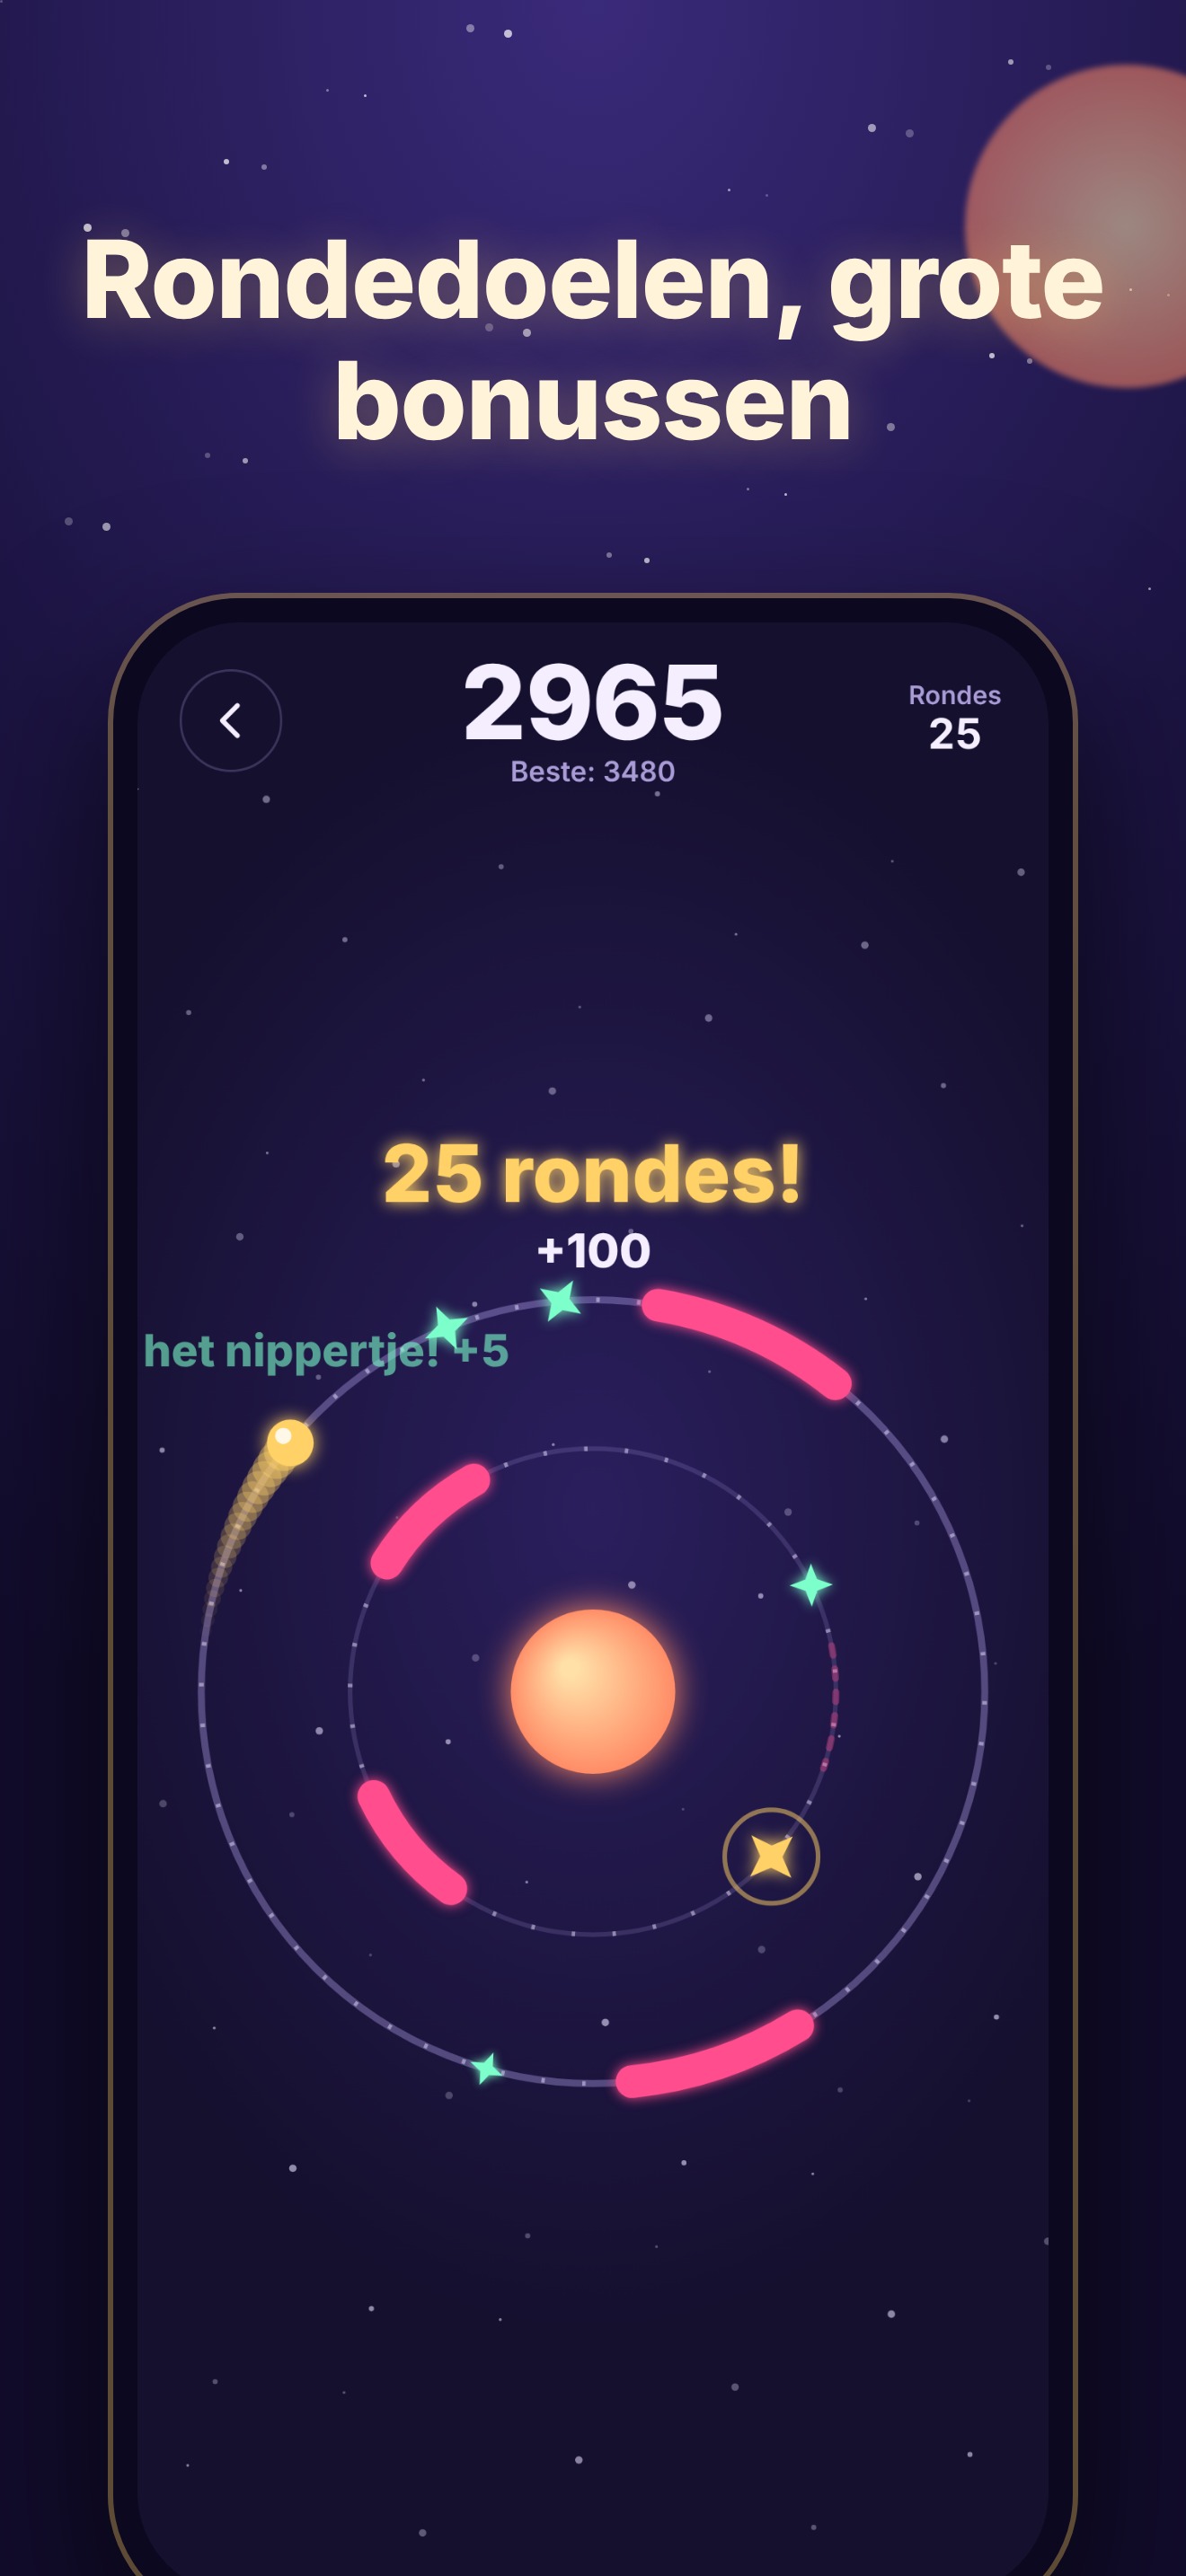 Rondedoelen, grote
bonussen
2965
Beste: 3480
Rondes
25
25 rondes!
+100
het nippertje! +5